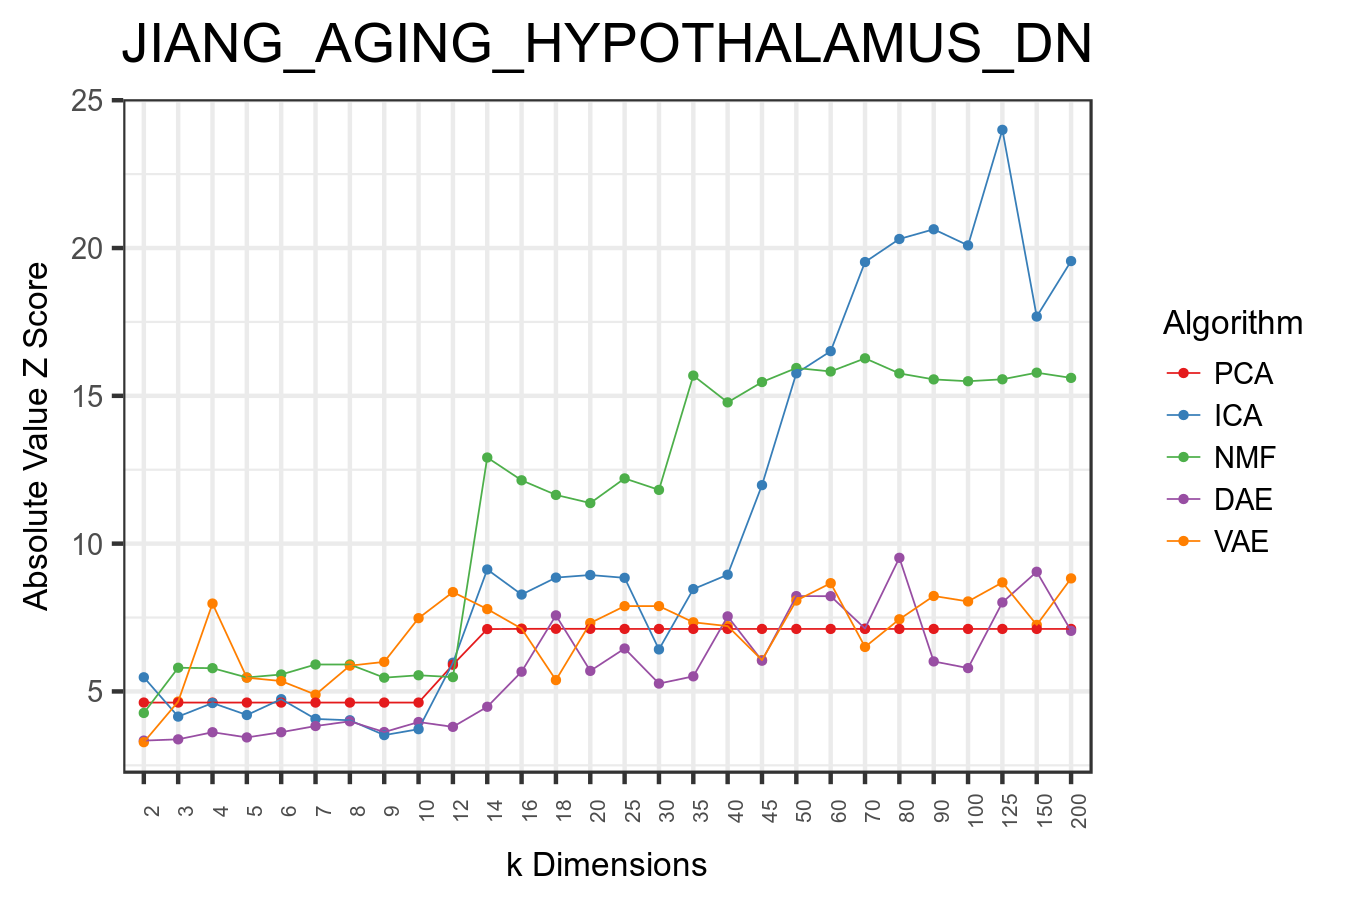 JIANG_AGING_HYPOTHALAMUS_DN
Absolute Value Z Score
25
20
15
10
5
2 3 4 5 6 7 8 9 10 12 14 16 18 20 25 30 35 40 45 50 60 70 80 90 100 125 150 200
k Dimensions
Algorithm
PCA
ICA
NMF
DAE
VAE